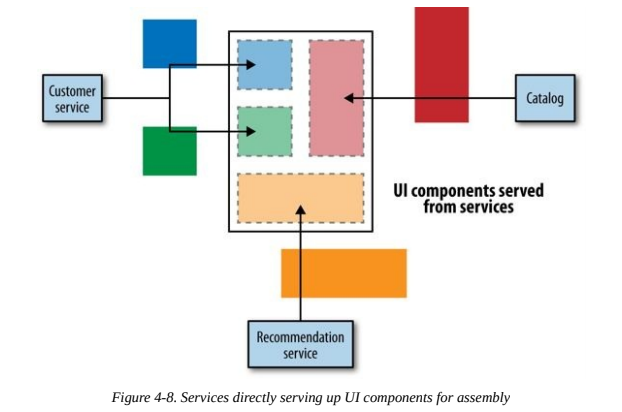 Customer
service
Catalog
UI components served
from services
Recommendation
service
Figure 4-8. Services directly serving up UI components for assembly